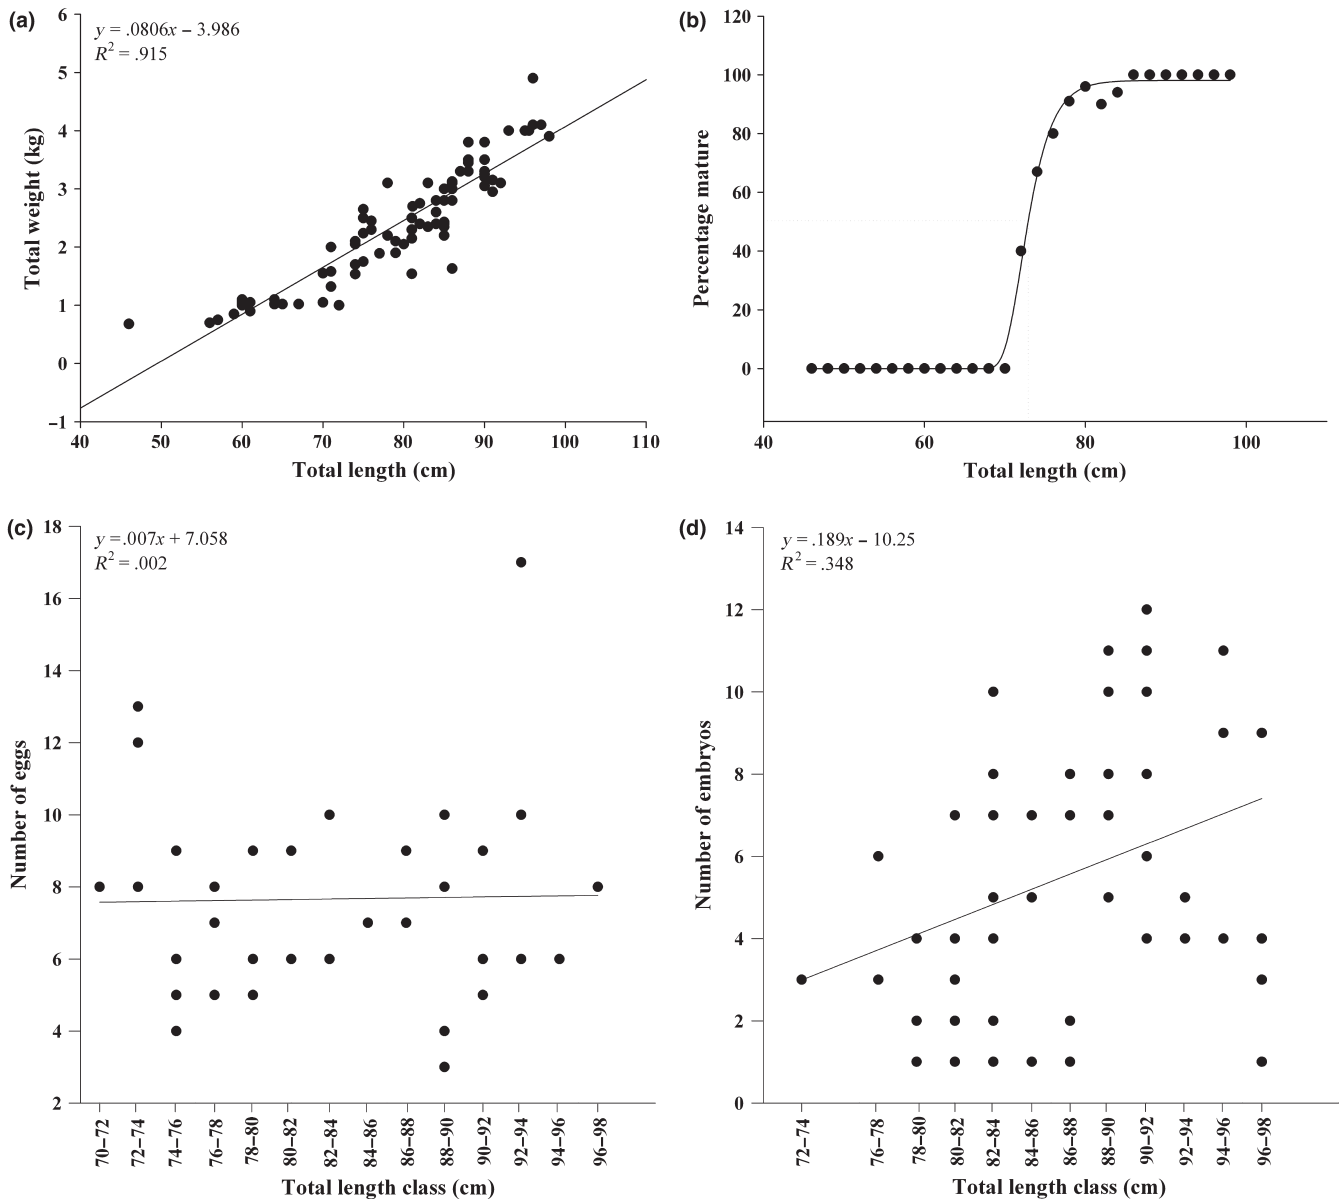 (a)
y = .0806x – 3.986
R² = .915
6
5
4
3
2
1
0
–1
Total weight (kg)
40 50 60 70 80 90 100 110
Total length (cm)
(b)
120
100
80
60
40
20
0
Percentage mature
40 60 80 100
Total length (cm)
(c)
y = .007x + 7.058
R² = .002
18
16
14
12
10
8
6
4
2
Number of eggs
70–72 72–74 74–76 76–78 78–80 80–82 82–84 84–86 86–88 88–90 90–92 92–94 94–96 96–98
Total length class (cm)
(d)
y = .189x – 10.25
R² = .348
14
12
10
8
6
4
2
0
Number of embryos
72–74 76–78 78–80 80–82 82–84 84–86 86–88 88–90 90–92 92–94 94–96 96–98
Total length class (cm)